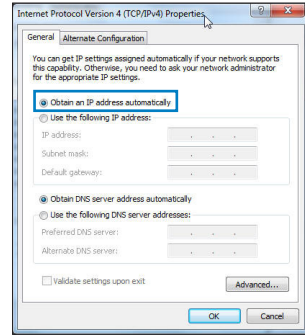 Internet Protocol Version 4 (TCP/IPv4) Properties
General
Alternate Configuration
You can get IP settings assigned automatically if your network supports
this capability. Otherwise, you need to ask your network administrator
for the appropriate IP settings.
Obtain an IP address automatically
Use the following IP address:
IP address:
Subnet mask:
Default gateway:
Obtain DNS server address automatically
Use the following DNS server addresses:
Preferred DNS server:
Alternate DNS server:
Validate settings upon exit
Advanced...
OK
Cancel